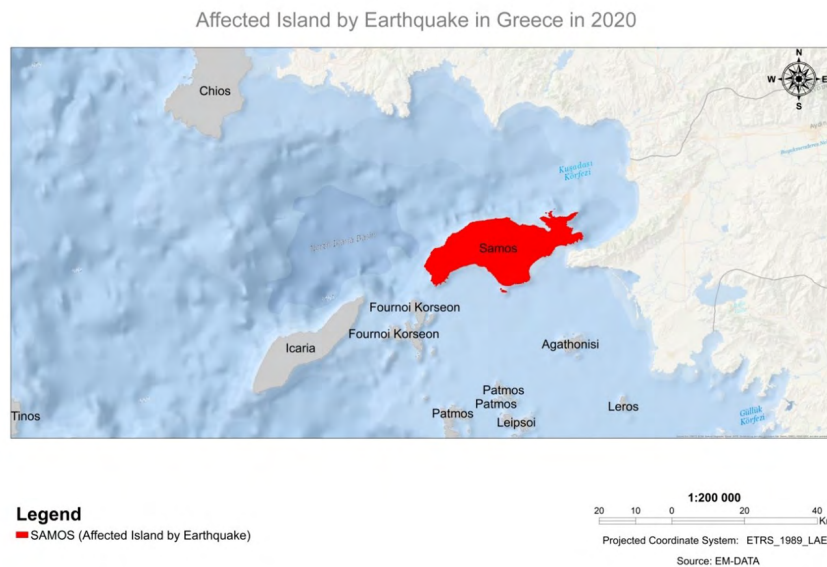 Affected Island by Earthquake in Greece in 2020
N
W E
S
Chios
Kuşadası
Körfezi
Samos
Fournoi Korseon
Fournoi Korseon
Icaria
Agathonisi
Patmos
Patmos
Patmos
Leros
Leipsoi
Tinos
Güllük
Körfezi
Legend
SAMOS (Affected Island by Earthquake)
1:200 000
20 10 0 20 40
Projected Coordinate System: ETRS_1989_LAE
Source: EM-DATA